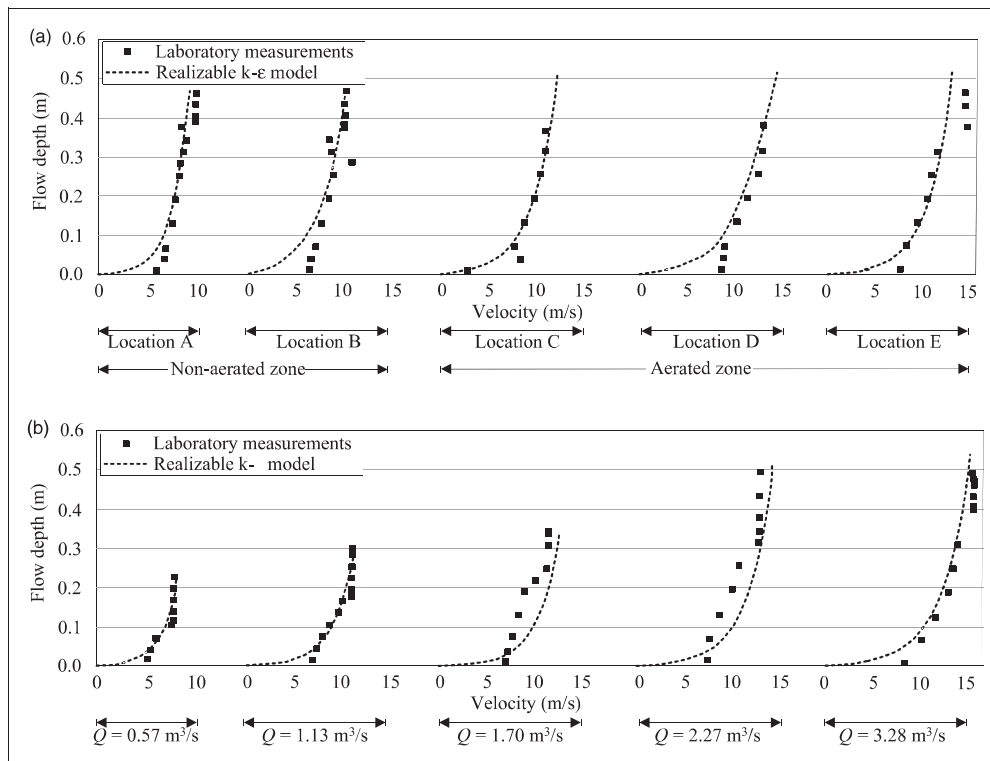 (a)
0.6
Laboratory measurements
Realizable k-ε model
0.5
0.4
0.3
0.2
0.1
0.0
Flow depth (m)
0 5 10 0 5 10 15 0 5 10 15 0 5 10 15 0 5 10 15
Velocity (m/s)
Location A Location B Location C Location D Location E
Non-aerated zone Aerated zone
(b)
0.6
Laboratory measurements
Realizable k- model
0.5
0.4
0.3
0.2
0.1
0.0
Flow depth (m)
0 5 10 0 5 10 15 0 5 10 15 0 5 10 15 0 5 10 15
Velocity (m/s)
Q = 0.57 m³/s Q = 1.13 m³/s Q = 1.70 m³/s Q = 2.27 m³/s Q = 3.28 m³/s